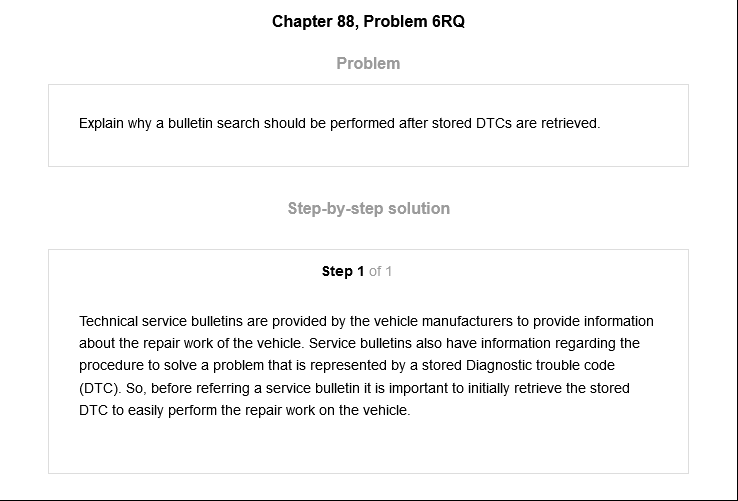 Chapter 88, Problem 6RQ
Problem
Explain why a bulletin search should be performed after stored DTCs are retrieved.
Step-by-step solution
Step 1 of 1
Technical service bulletins are provided by the vehicle manufacturers to provide information
about the repair work of the vehicle. Service bulletins also have information regarding the
procedure to solve a problem that is represented by a stored Diagnostic trouble code
(DTC). So, before referring a service bulletin it is important to initially retrieve the stored
DTC to easily perform the repair work on the vehicle.